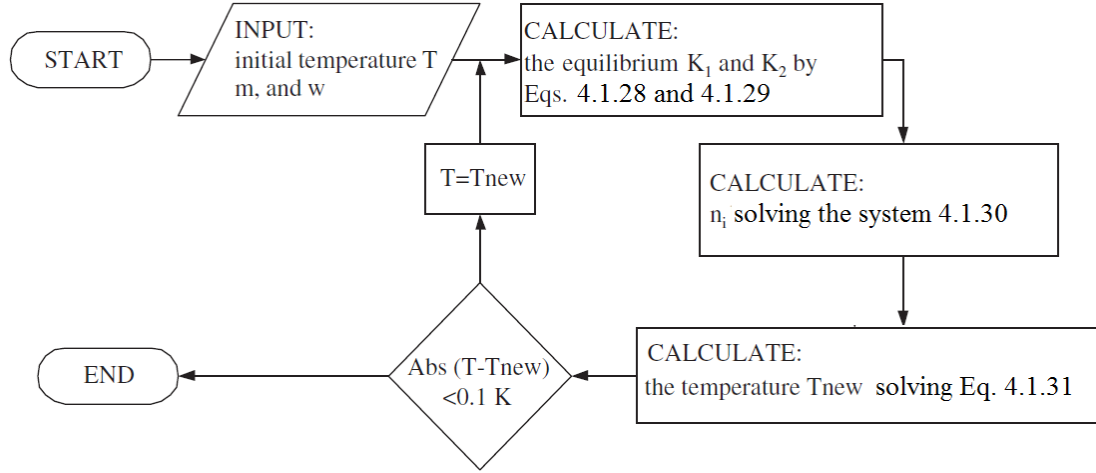 START
INPUT:
initial temperature T
m, and w
CALCULATE:
the equilibrium K₁ and K₂ by
Eqs. 4.1.28 and 4.1.29
T=Tnew
CALCULATE:
nᵢ solving the system 4.1.30
END
Abs (T-Tnew)
<0.1 K
CALCULATE:
the temperature Tnew solving Eq. 4.1.31